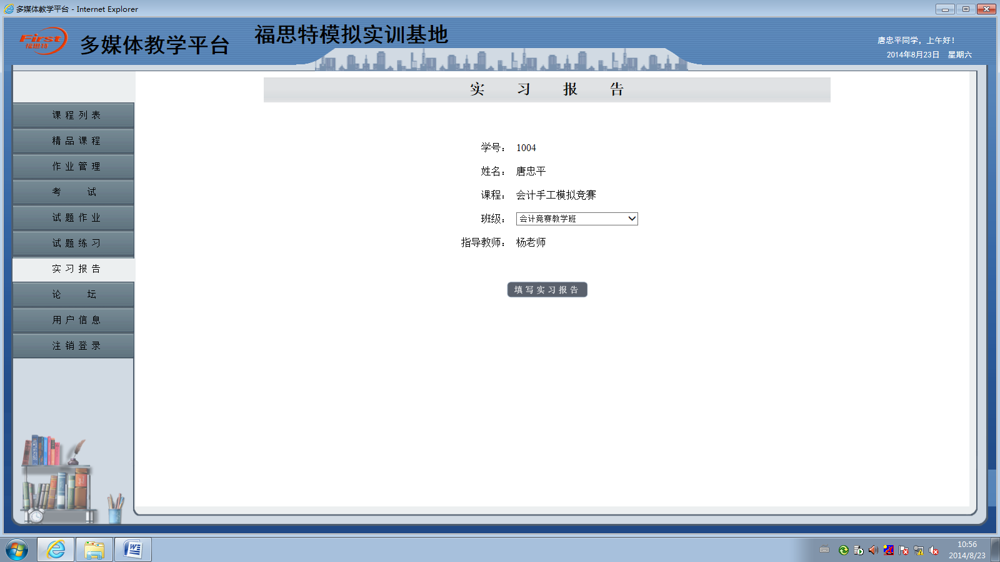 多媒体教学平台 - Internet Explorer
First
福思特
多媒体教学平台
福思特模拟实训基地
唐忠平同学，上午好！
2014年8月23日 星期六
实 习 报 告
课程列表
精品课程
作业管理
考 试
试题作业
试题练习
实习报告
论 坛
用户信息
注销登录
学号： 1004
姓名： 唐忠平
课程： 会计手工模拟竞赛
班级： 会计竞赛教学班
指导教师： 杨老师
填写实习报告
10:56
2014/8/23